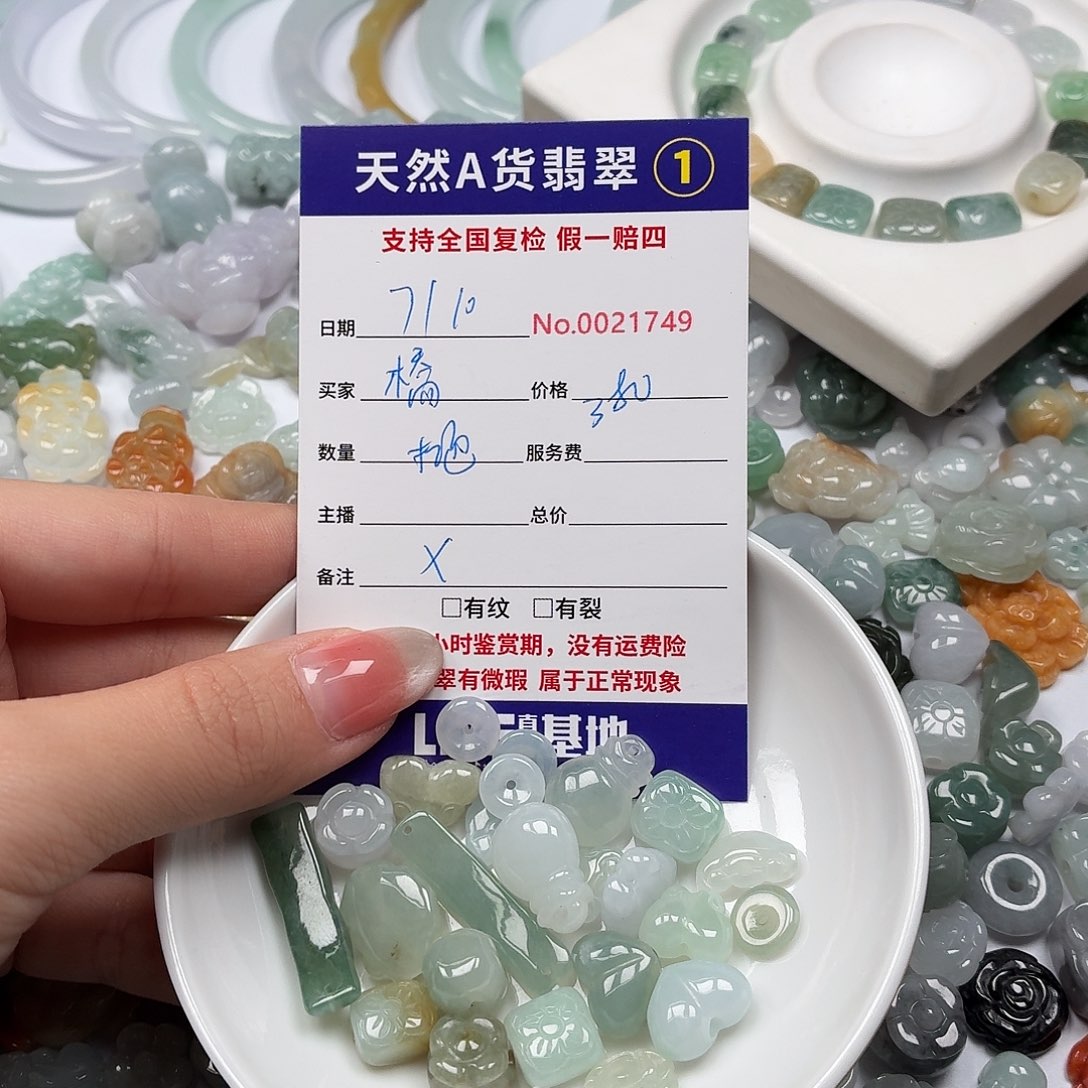 天然A货翡翠 1
支持全国复检 假一赔四
日期 7/10 No.0021749
买家 橘 价格 380
数量 服务费
主播 总价
备注 X
□有纹 □有裂
小时鉴赏期，没有运费险
翠有微瑕 属于正常现象
基地